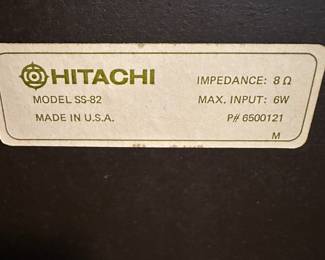 HITACHI
IMPEDANCE: 8 Ω
MODEL SS-82
MAX. INPUT: 6W
MADE IN U.S.A.
P# 6500121
M